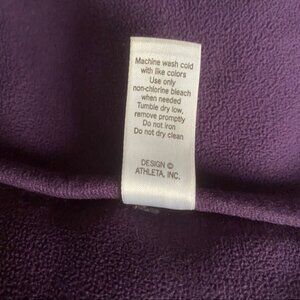 Machine wash cold
with like colors
Use only
non-chlorine bleach
when needed
Tumble dry low,
remove promptly
Do not iron
Do not dry clean
DESIGN ©
ATHLETA, INC.